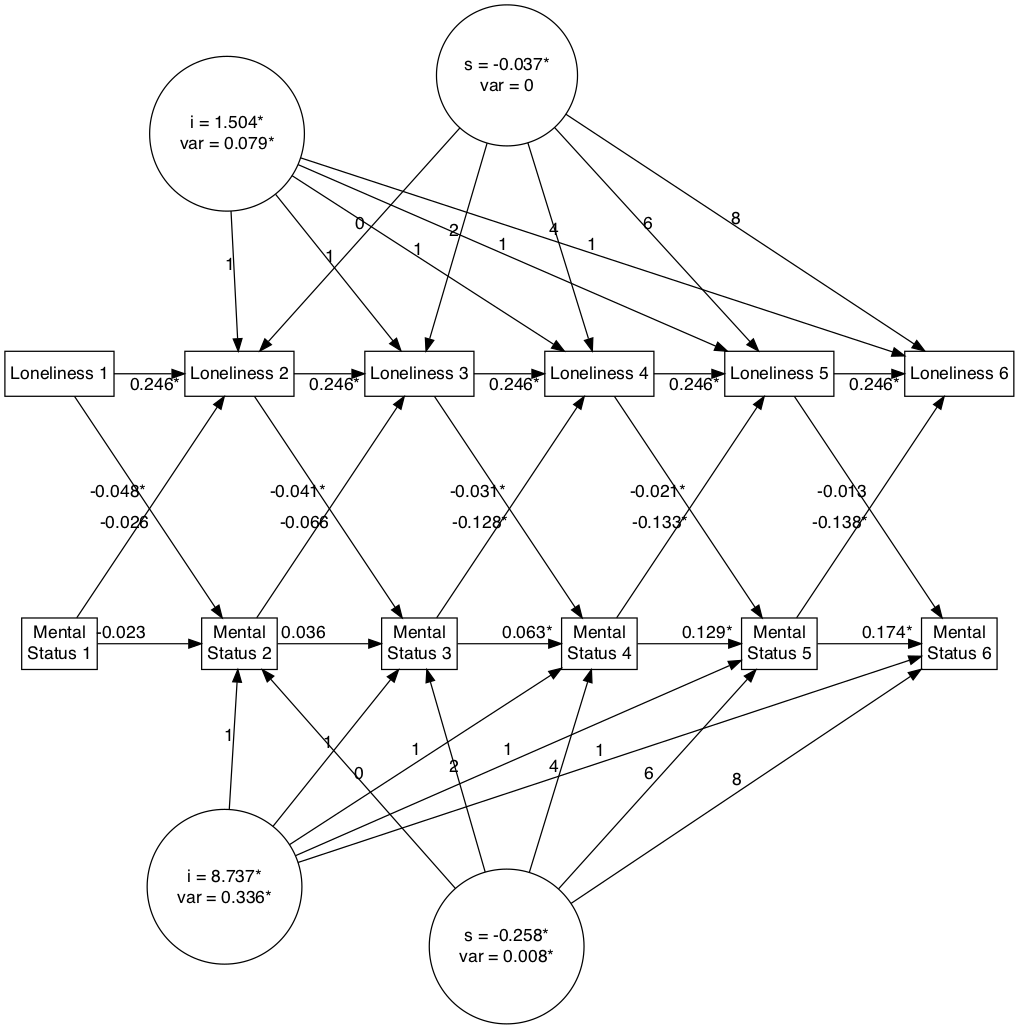 s = -0.037*
var = 0
i = 1.504*
var = 0.079*
0
2
4
6
8
1
1
1
1
1
Loneliness 1
Loneliness 2
Loneliness 3
Loneliness 4
Loneliness 5
Loneliness 6
0.246*
0.246*
0.246*
0.246*
0.246*
-0.048*
-0.041*
-0.031*
-0.021*
-0.013
-0.026
-0.066
-0.128*
-0.133*
-0.138*
Mental
Status 1
Mental
Status 2
Mental
Status 3
Mental
Status 4
Mental
Status 5
Mental
Status 6
-0.023
0.036
0.063*
0.129*
0.174*
1
1
1
1
1
0
2
4
6
8
i = 8.737*
var = 0.336*
s = -0.258*
var = 0.008*